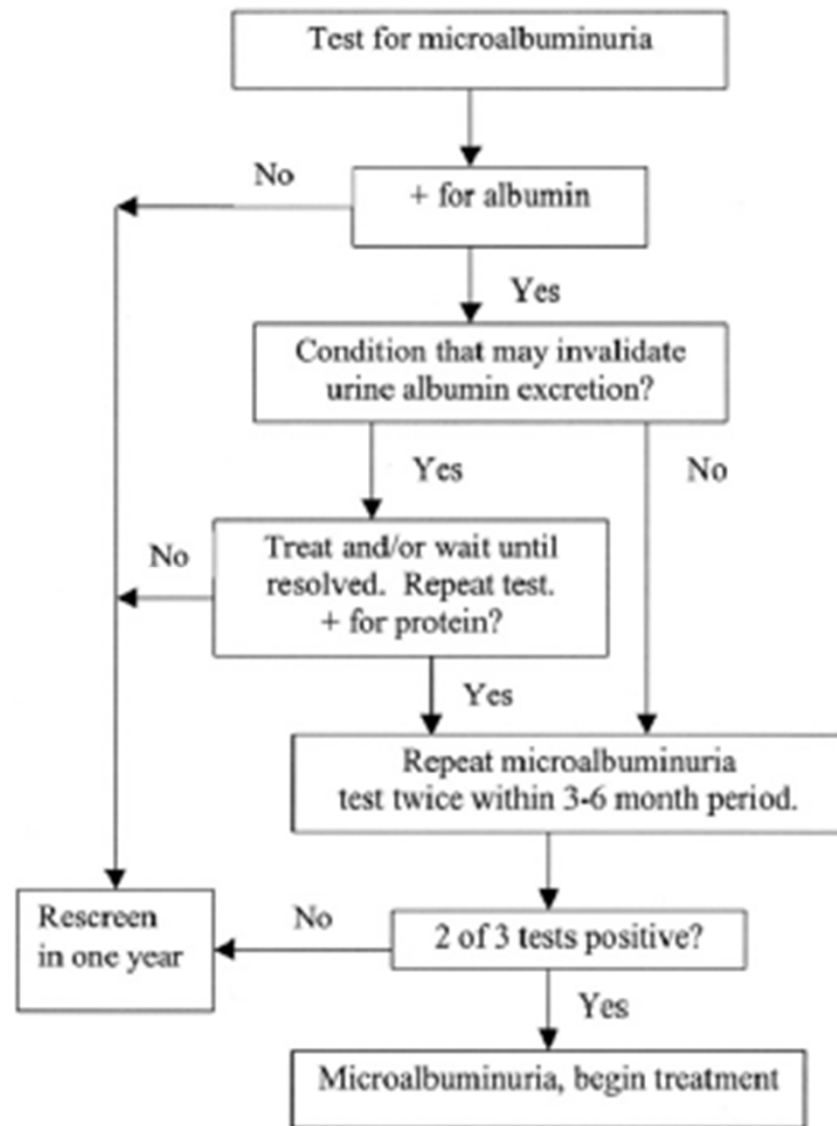 Test for microalbuminuria
No
+ for albumin
Yes
Condition that may invalidate
urine albumin excretion?
Yes
No
No
Treat and/or wait until
resolved. Repeat test.
+ for protein?
Yes
Repeat microalbuminuria
test twice within 3-6 month period.
Rescreen
in one year
No
2 of 3 tests positive?
Yes
Microalbuminuria, begin treatment